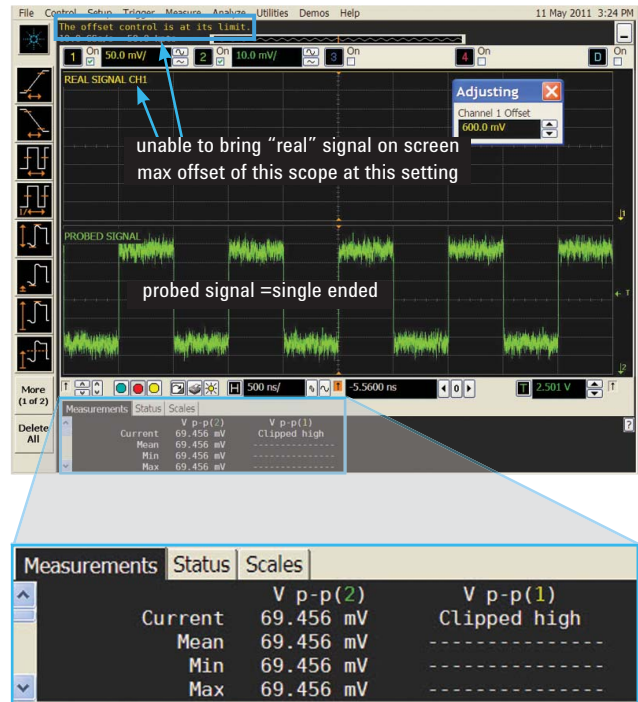 File Control Setup Trigger Measure Analyze Utilities Demos Help 11 May 2011 3:24 PM
The offset control is at its limit.
1 On 50.0 mV/ 2 On 10.0 mV/ 3 On 4 On D On
REAL SIGNAL CH1
Adjusting
Channel 1 Offset
600.0 mV
unable to bring “real” signal on screen
max offset of this scope at this setting
PROBED SIGNAL
probed signal =single ended
T
More
(1 of 2)
H 500 ns/ -5.5600 ns 0 T 2.501 V
Delete
All
Measurements Status Scales
V p-p(2) V p-p(1)
Current 69.456 mV Clipped high
Mean 69.456 mV ---------------
Min 69.456 mV ---------------
Max 69.456 mV ---------------
Measurements Status Scales
V p-p(2) V p-p(1)
Current 69.456 mV Clipped high
Mean 69.456 mV ---------------
Min 69.456 mV ---------------
Max 69.456 mV ---------------